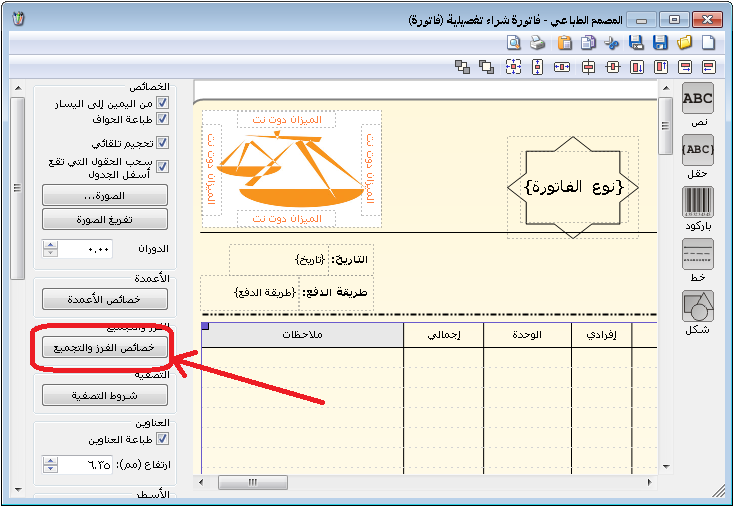 المصمم الطباعي - فاتورة شراء تفصيلية (فاتورة)
ABC
نص
{ABC}
حقل
باركود
خط
شكل
الميزان دوت نت
الميزان دوت نت
الميزان دوت نت
الميزان دوت نت
{نوع الفاتورة}
التاريخ: {تاريخ}
طريقة الدفع: {طريقة الدفع}
إفرادي
الوحدة
إجمالي
ملاحظات
الخصائص
من اليمين إلى اليسار
طباعة الحواف
تحجيم تلقائي
سحب الحقول التي تقع
أسفل الجدول
الصورة...
تفريغ الصورة
الدوران ٠.٠٠
الأعمدة
خصائص الأعمدة
الفرز والتجميع
خصائص الفرز والتجميع
التصفية
شروط التصفية
العناوين
طباعة العناوين
ارتفاع (مم): ٦.٣٥
الأسطر